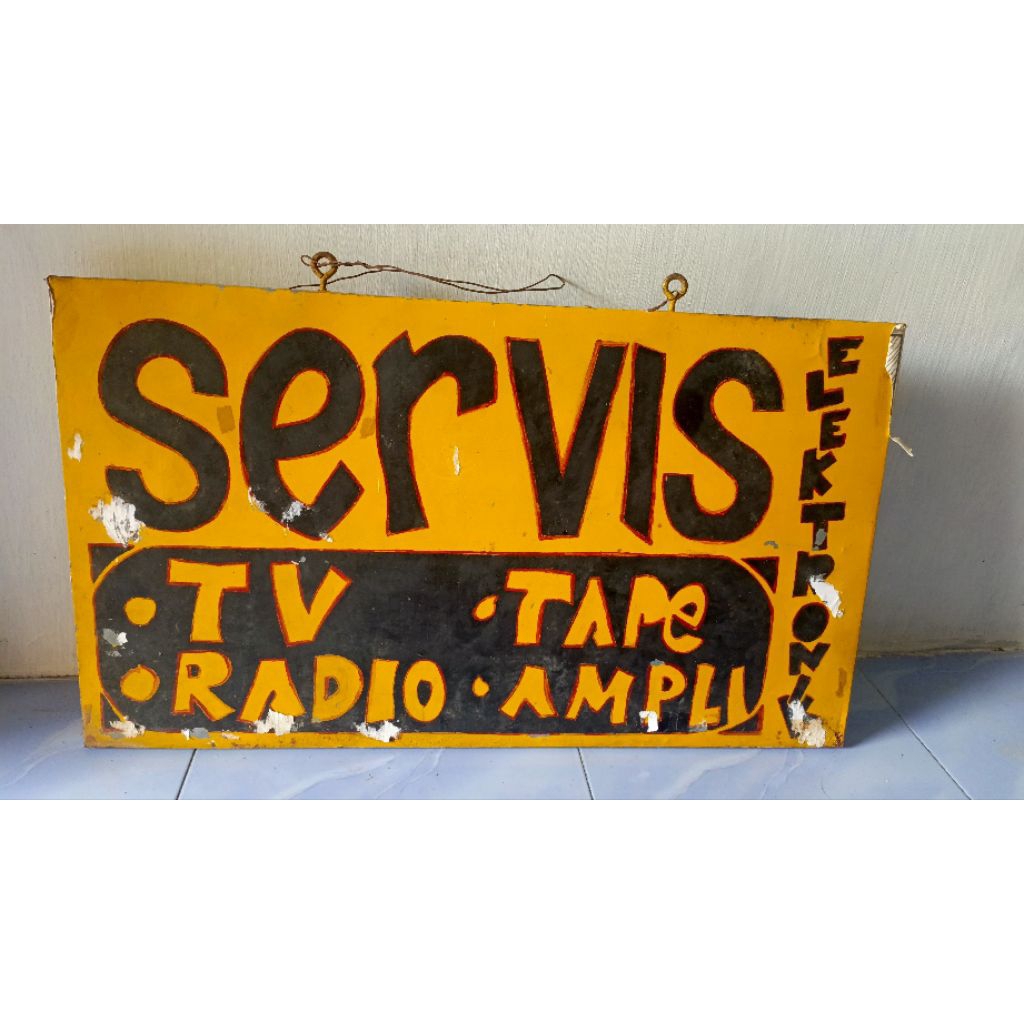 servis
ELEKTRONIK
TV
TAPe
RADIO
AMPLI